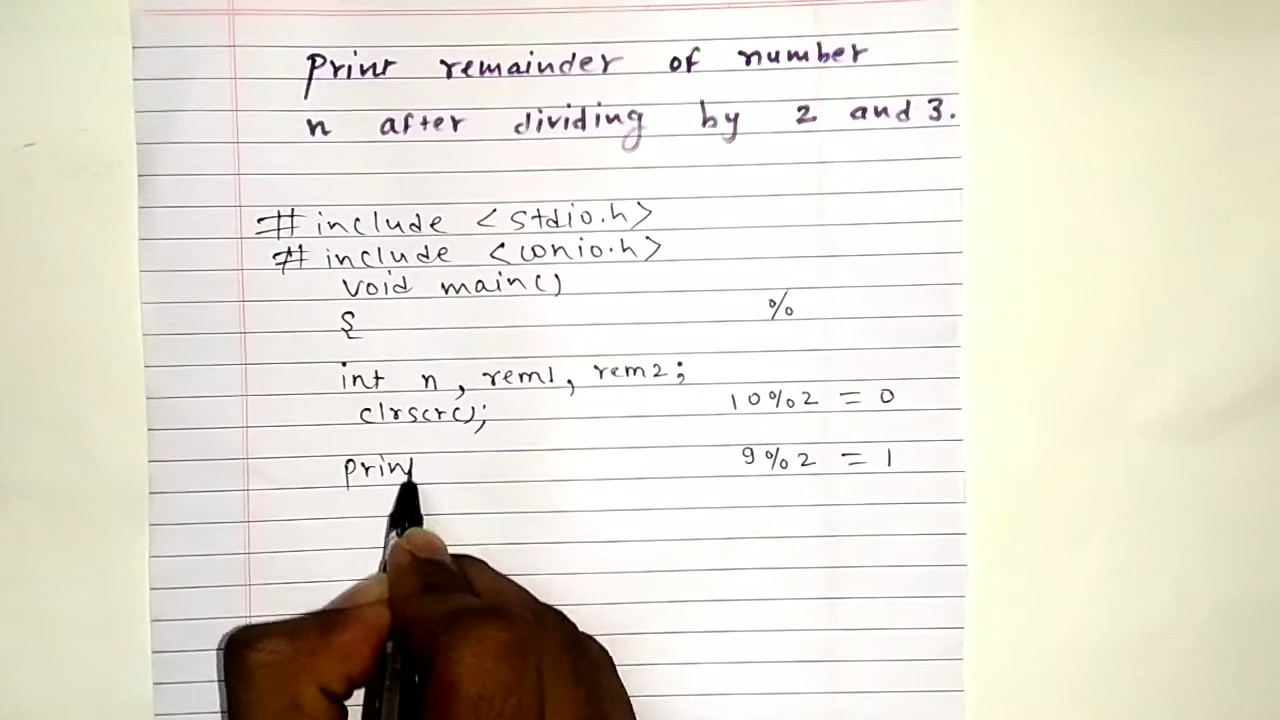 Print remainder of number
n after dividing by 2 and 3.
#include <stdio.h>
#include <conio.h>
void main()
{
%
int n, rem1, rem2;
clrscr();
10%2 = 0
prin
9%2 = 1